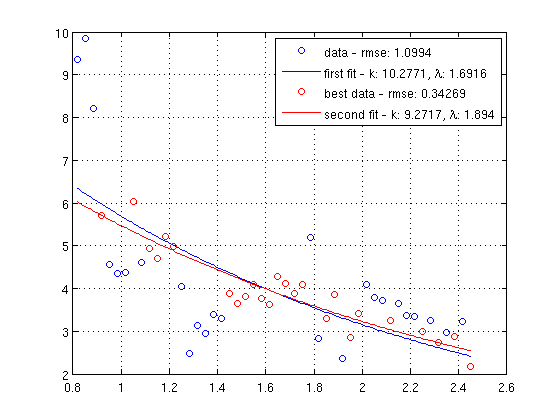 10
9
8
7
6
5
4
3
2
0.8 1 1.2 1.4 1.6 1.8 2 2.2 2.4 2.6
data - rmse: 1.0994
first fit - k: 10.2771, λ: 1.6916
best data - rmse: 0.34269
second fit - k: 9.2717, λ: 1.894